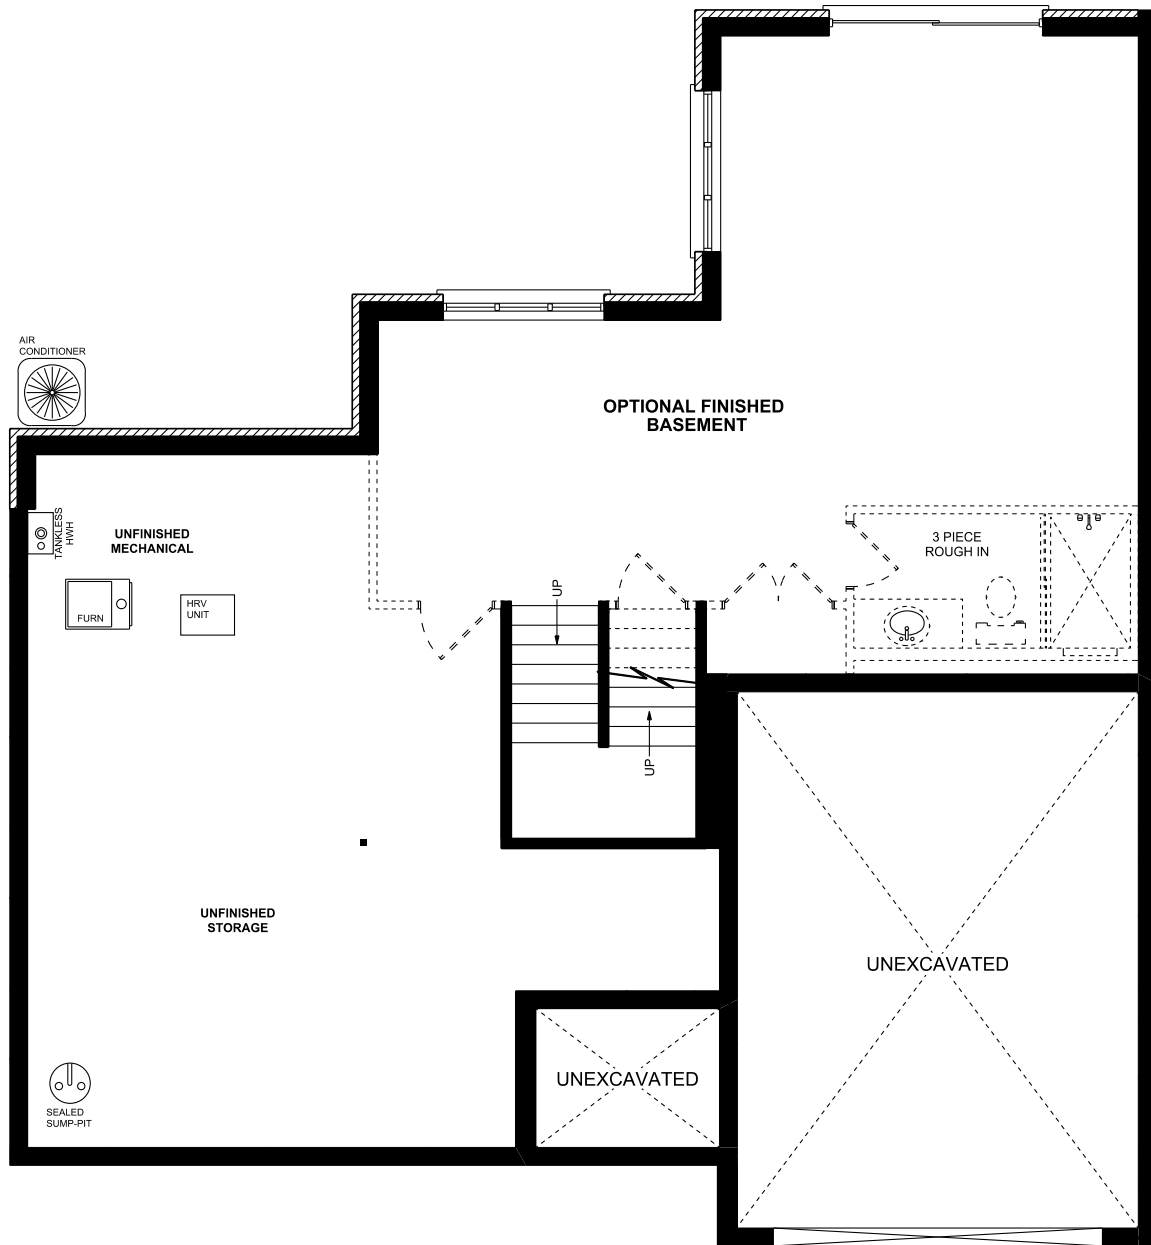 AIR
CONDITIONER
OPTIONAL FINISHED
BASEMENT
TANKLESS
HWH
UNFINISHED
MECHANICAL
3 PIECE
ROUGH IN
FURN
HRV
UNIT
UP
UP
UNFINISHED
STORAGE
UNEXCAVATED
UNEXCAVATED
SEALED
SUMP-PIT